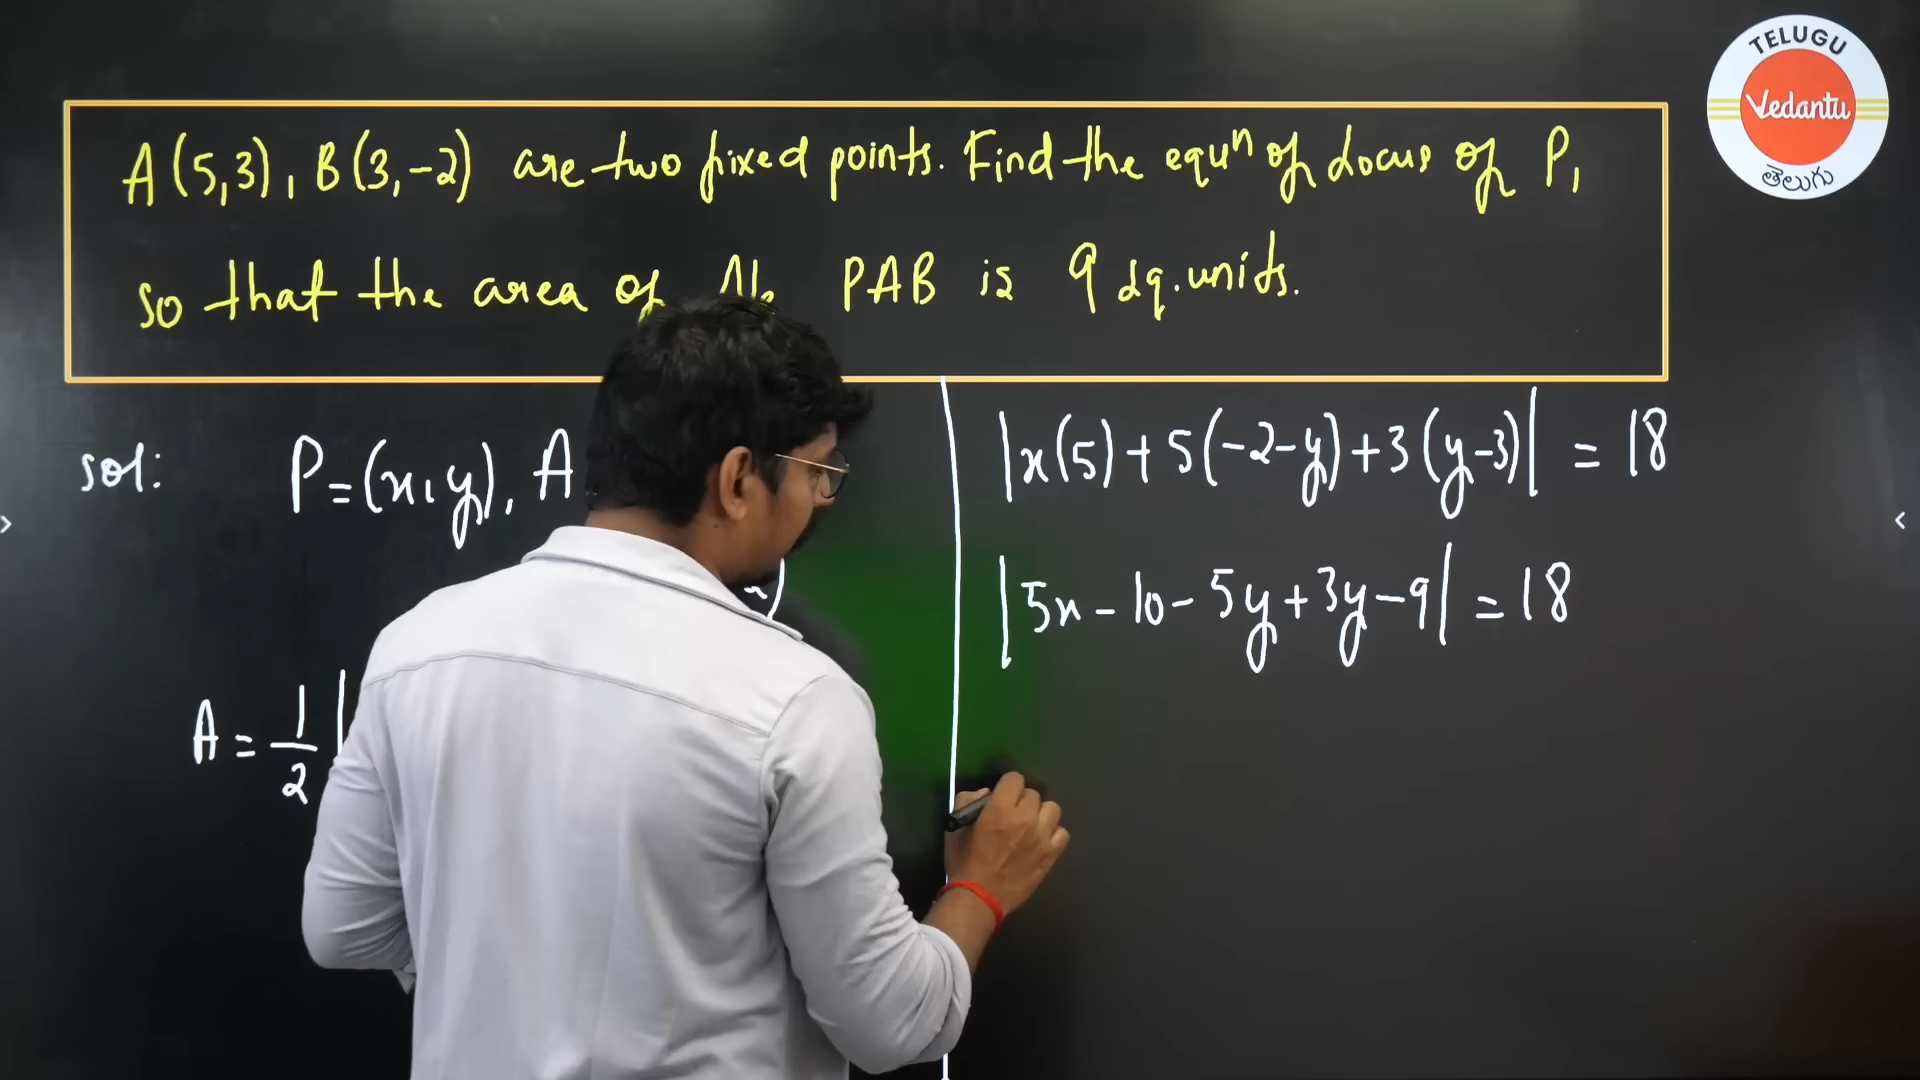 TELUGU
Vedantu
తెలుగు
A(5,3), B(3,-2) are two fixed points. Find the equⁿ of Locus of P,
so that the area of PAB is 9 sq.units.
sol: P=(x,y), A
A = 1/2 |
|x(5)+5(-2-y)+3(y-3)| = 18
|5x-10-5y+3y-9| = 18